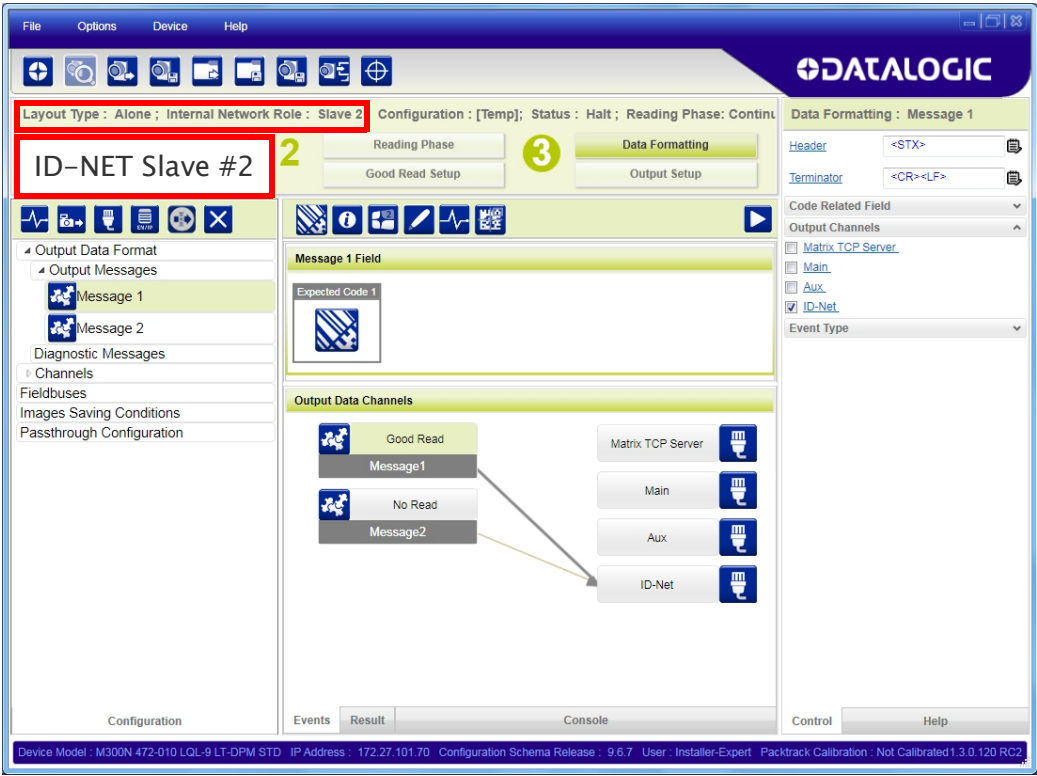 File Options Device Help
DATALOGIC
Layout Type : Alone ; Internal Network Role : Slave 2 Configuration : [Temp]; Status : Halt ; Reading Phase: Continu
ID-NET Slave #2
2
Reading Phase
Good Read Setup
3
Data Formatting
Output Setup
EN/IP
Output Data Format
Output Messages
Message 1
Message 2
Diagnostic Messages
Channels
Fieldbuses
Images Saving Conditions
Passthrough Configuration
Configuration
Message 1 Field
Expected Code 1
Output Data Channels
Good Read
Message1
No Read
Message2
Matrix TCP Server
Main
Aux
ID-Net
Events Result Console
Data Formatting : Message 1
Header <STX>
Terminator <CR><LF>
Code Related Field
Output Channels
Matrix TCP Server
Main
Aux
ID-Net
Event Type
Control Help
Device Model : M300N 472-010 LQL-9 LT-DPM STD IP Address : 172.27.101.70 Configuration Schema Release : 9.6.7 User : Installer-Expert Packtrack Calibration : Not Calibrated 1.3.0.120 RC2